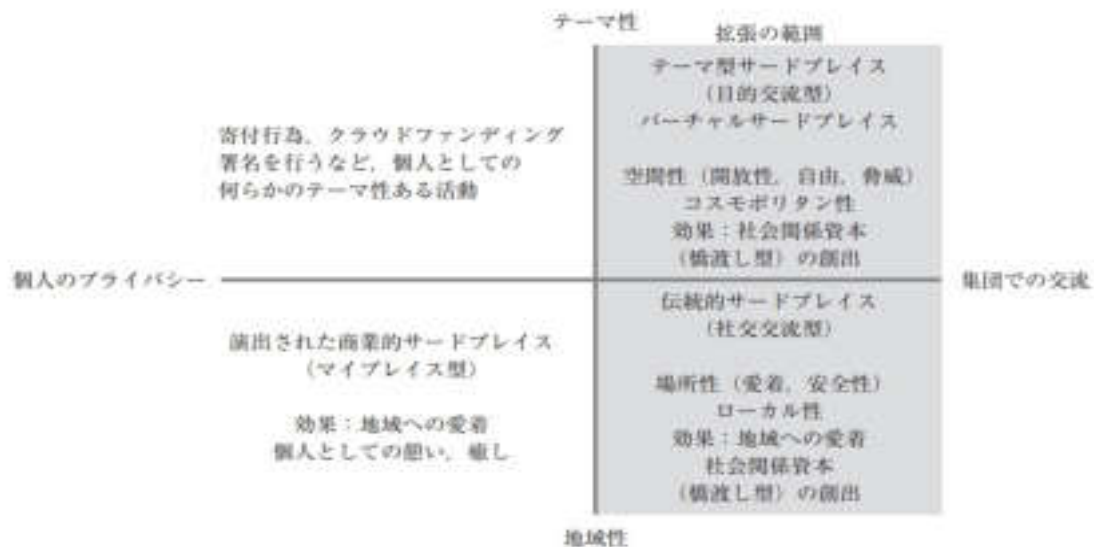 テーマ性
拡張の範囲
テーマ型サードプレイス
（目的交流型）
バーチャルサードプレイス
寄付行為，クラウドファンディング
署名を行うなど，個人としての
何らかのテーマ性ある活動
空間性（開放性，自由，脅威）
コスモポリタン性
効果：社会関係資本
（橋渡し型）の創出
個人のプライバシー
集団での交流
伝統的サードプレイス
（社交交流型）
演出された商業的サードプレイス
（マイプレイス型）
場所性（愛着，安全性）
ローカル性
効果：地域への愛着
社会関係資本
（橋渡し型）の創出
効果：地域への愛着
個人としての憩い，癒し
地域性